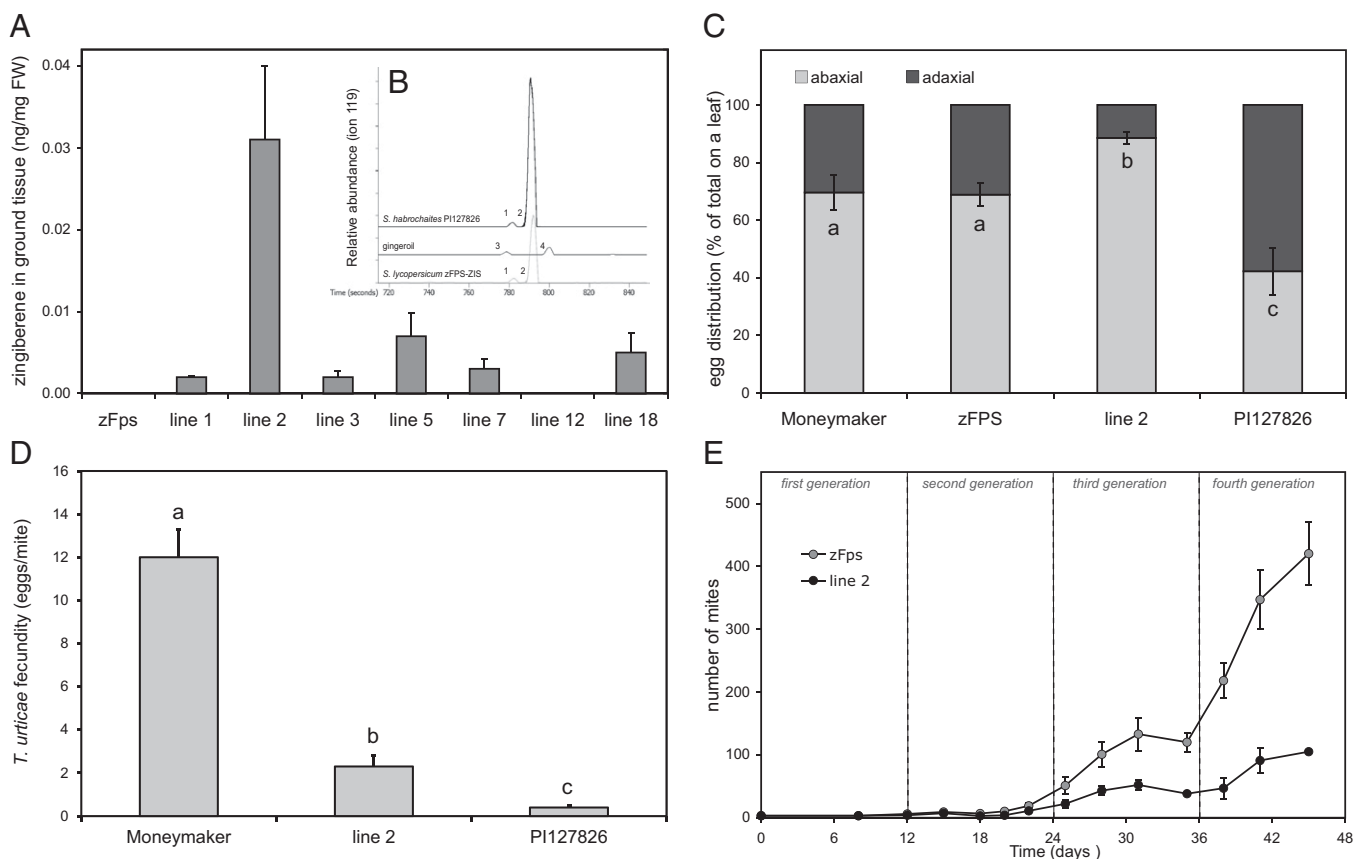 A
zingiberene in ground tissue (ng/mg FW)
0.04
0.03
0.02
0.01
0.00
zFps line 1 line 2 line 3 line 5 line 7 line 12 line 18
B
Relative abundance (ion 119)
1 2
S. habrochaites PI127826
3 4
gingeroil
1 2
S. lycopersicum zFPS-ZIS
Time (seconds) 720 740 760 780 800 820 840
C
abaxial adaxial
egg distribution (% of total on a leaf)
100
80
60
40
20
0
a a b c
Moneymaker zFPS line 2 PI127826
D
T. urticae fecundity (eggs/mite)
16
14
12
10
8
6
4
2
0
a
b
c
Moneymaker line 2 PI127826
E
first generation second generation third generation fourth generation
zFps
line 2
number of mites
500
400
300
200
100
0
0 6 12 18 24 30 36 42 48
Time (days )